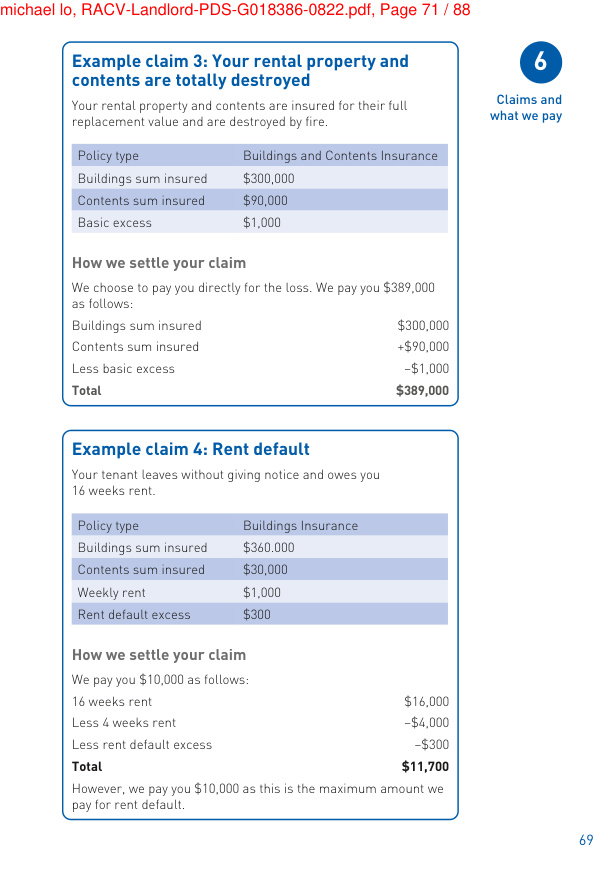 michael lo, RACV-Landlord-PDS-G018386-0822.pdf, Page 71 / 88
6
Claims and
what we pay
Example claim 3: Your rental property and
contents are totally destroyed
Your rental property and contents are insured for their full
replacement value and are destroyed by fire.
Policy type Buildings and Contents Insurance
Buildings sum insured $300,000
Contents sum insured $90,000
Basic excess $1,000
How we settle your claim
We choose to pay you directly for the loss. We pay you $389,000
as follows:
Buildings sum insured $300,000
Contents sum insured +$90,000
Less basic excess –$1,000
Total $389,000
Example claim 4: Rent default
Your tenant leaves without giving notice and owes you
16 weeks rent.
Policy type Buildings Insurance
Buildings sum insured $360.000
Contents sum insured $30,000
Weekly rent $1,000
Rent default excess $300
How we settle your claim
We pay you $10,000 as follows:
16 weeks rent $16,000
Less 4 weeks rent –$4,000
Less rent default excess –$300
Total $11,700
However, we pay you $10,000 as this is the maximum amount we
pay for rent default.
69